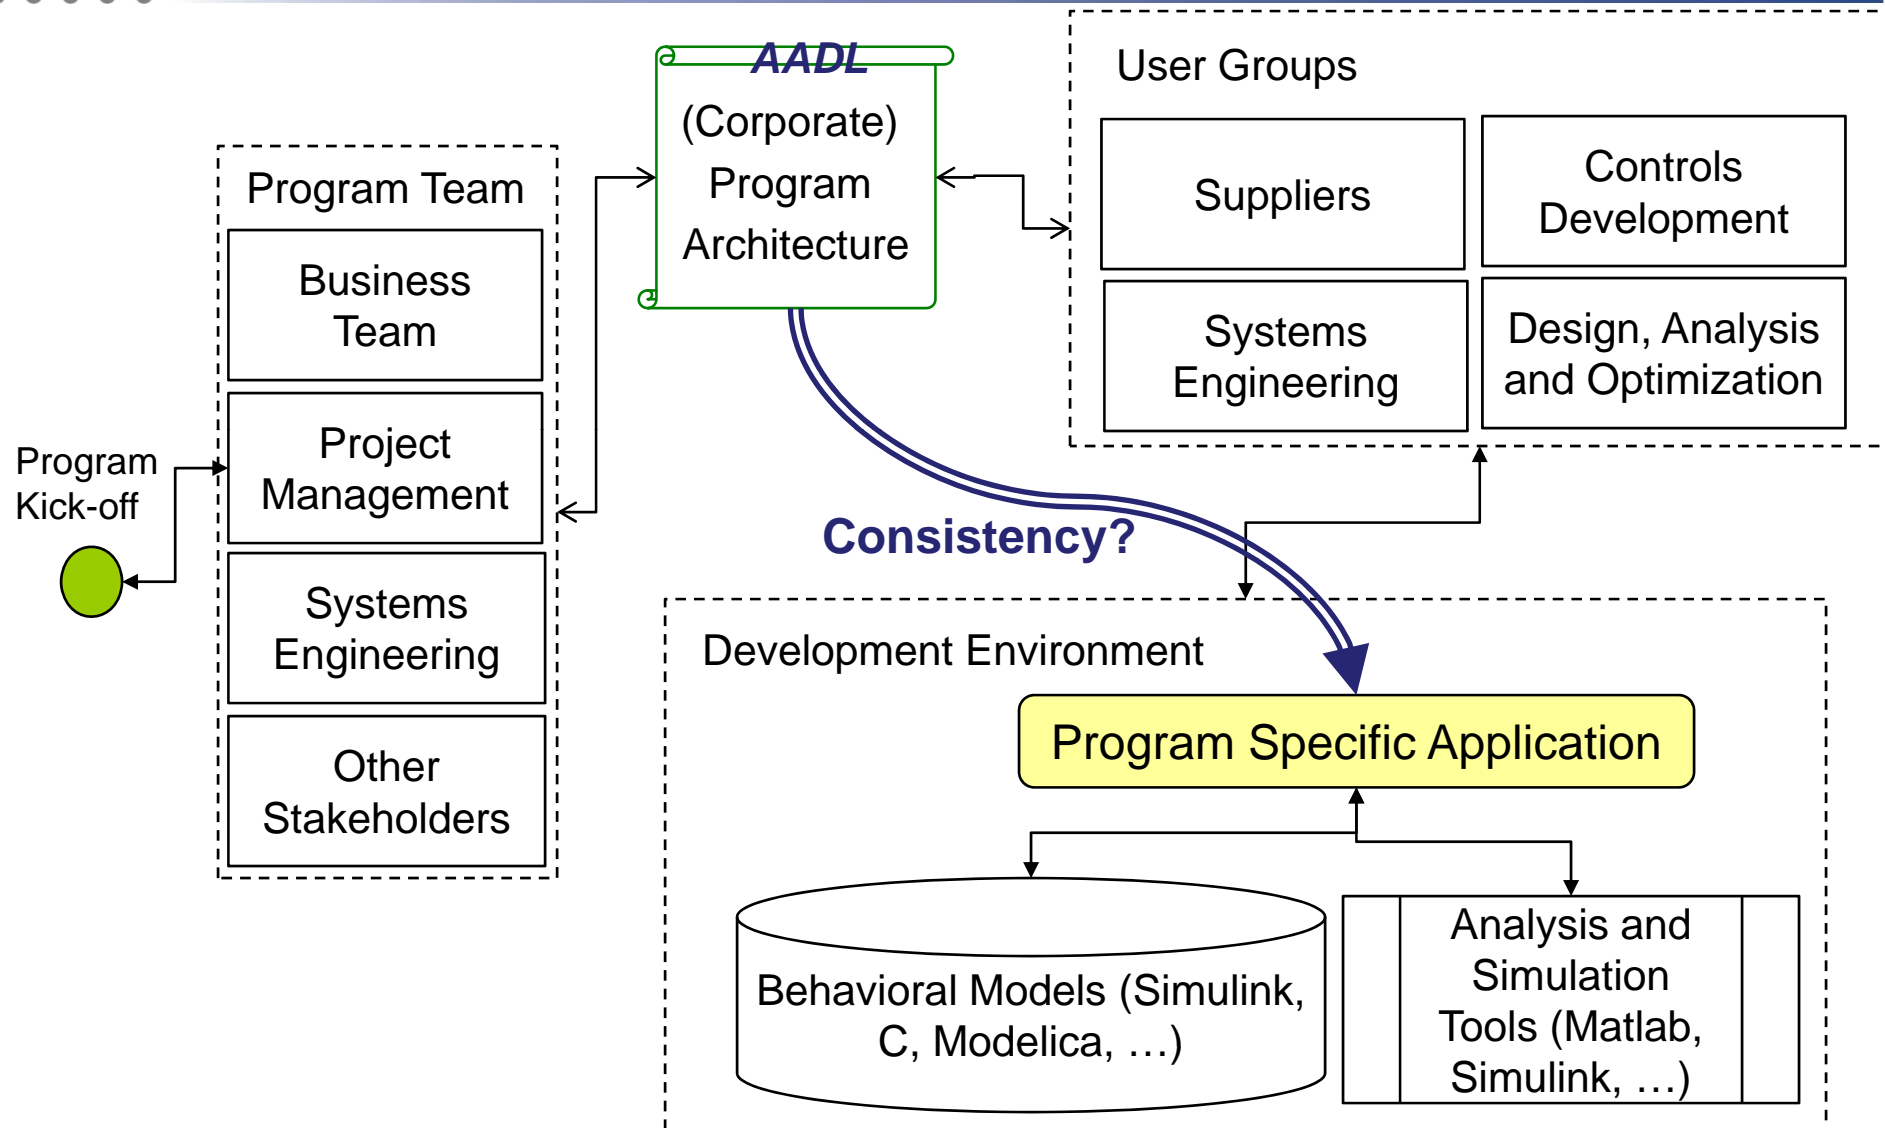 AADL
(Corporate)
Program
Architecture
User Groups
Suppliers
Controls
Development
Systems
Engineering
Design, Analysis
and Optimization
Program Team
Business
Team
Project
Management
Systems
Engineering
Other
Stakeholders
Program
Kick-off
Consistency?
Development Environment
Program Specific Application
Behavioral Models (Simulink,
C, Modelica, …)
Analysis and
Simulation
Tools (Matlab,
Simulink, …)